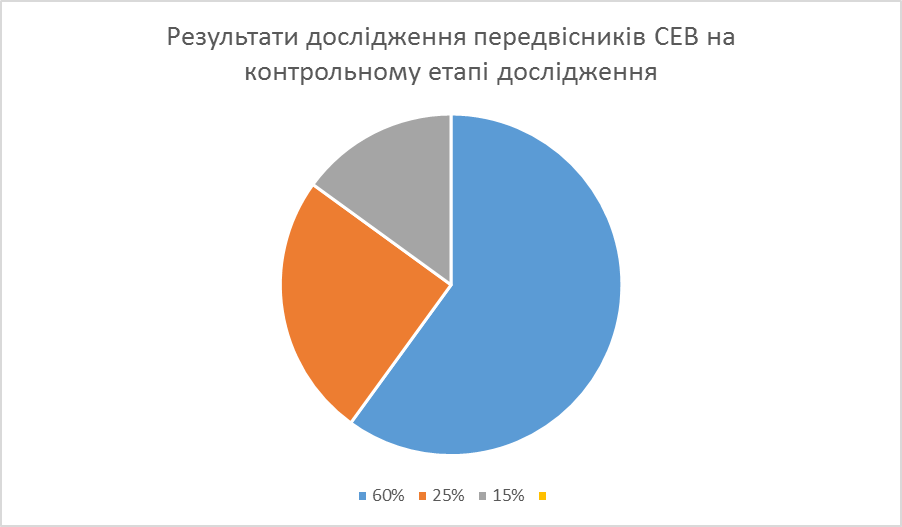 Результати дослідження передвісників СЕВ на
контрольному етапі дослідження
60% 25% 15%